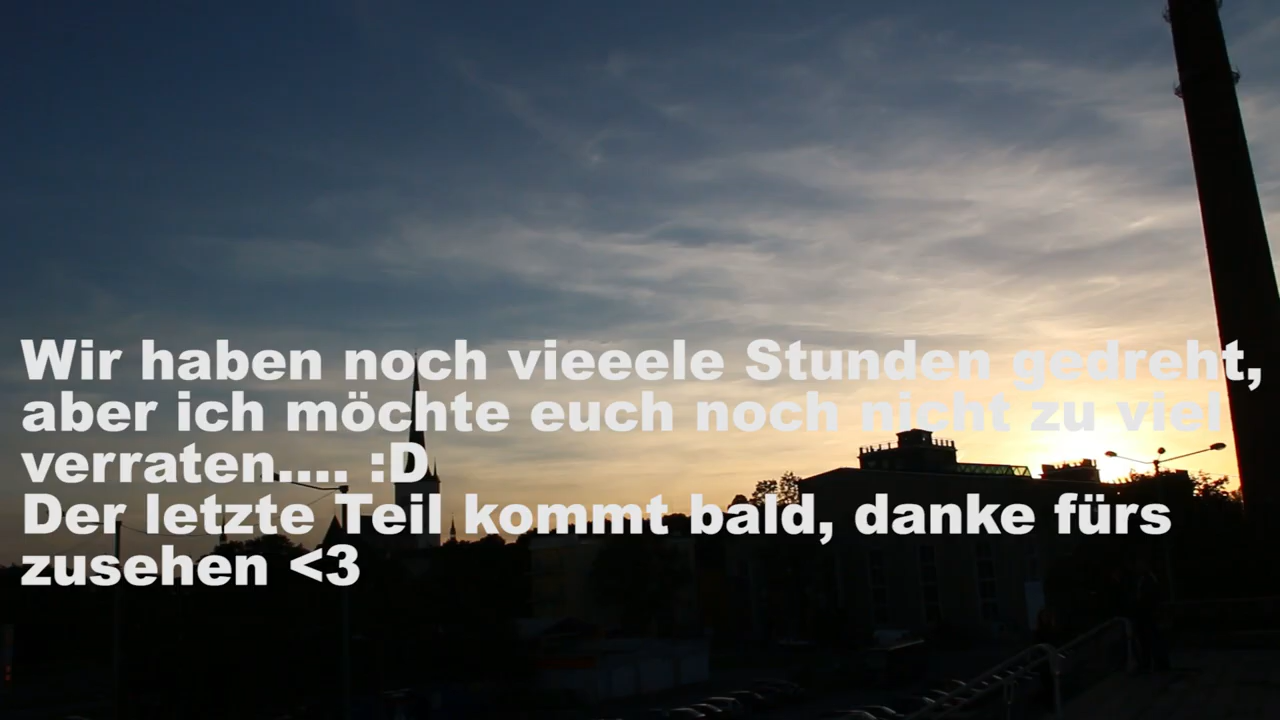 Wir haben noch vieeele Stunden gedreht,
aber ich möchte euch noch nicht zu viel
verraten.... :D
Der letzte Teil kommt bald, danke fürs
zusehen <3